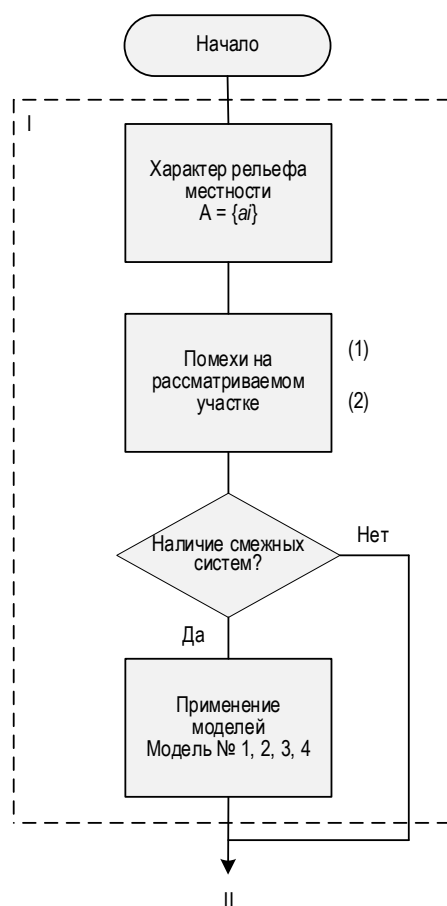 Начало
I
Характер рельефа
местности
A = {ai}
Помехи на
рассматриваемом
участке
(1)
(2)
Наличие смежных
систем?
Нет
Да
Применение
моделей
Модель № 1, 2, 3, 4
II